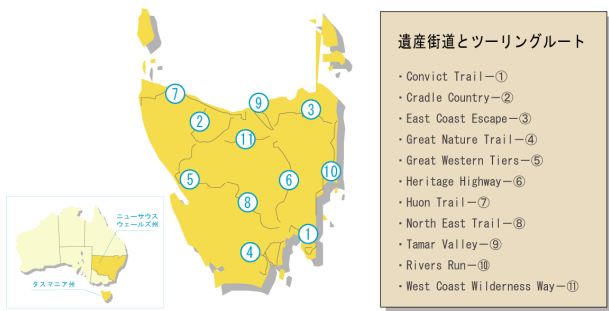 遺産街道とツーリングルート
・Convict Trail―①
・Cradle Country―②
・East Coast Escape―③
・Great Nature Trail―④
・Great Western Tiers―⑤
・Heritage Highway―⑥
・Huon Trail―⑦
・North East Trail―⑧
・Tamar Valley―⑨
・Rivers Run―⑩
・West Coast Wilderness Way―⑪
⑦
⑨
③
②
⑪
⑤
⑥
⑩
⑧
①
④
ニューサウス
ウェールズ州
タスマニア州